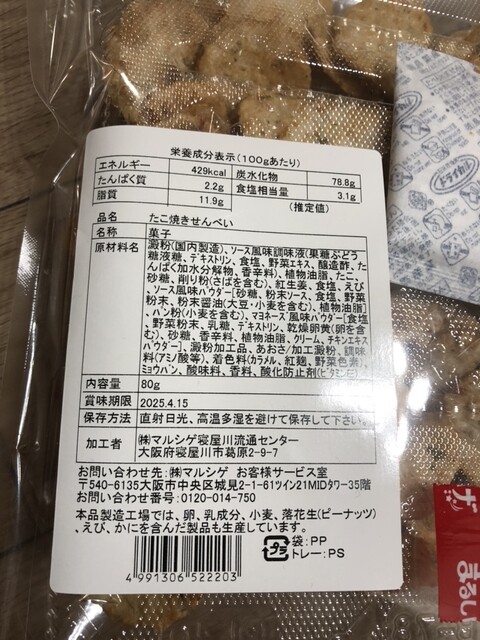 栄養成分表示(100gあたり)
エネルギー 429kcal 炭水化物 78.8g
たんぱく質 2.2g 食塩相当量 3.1g
脂質 11.9g (推定値)
品名 たこ焼きせんべい
名称 菓子
原材料名 澱粉(国内製造)、ソース風味調味液(果糖ぶどう
糖液糖、デキストリン、食塩、野菜エキス、醸造酢、た
んぱく加水分解物、香辛料)、植物油脂、たこ、
砂糖、削り粉(さばを含む)、紅生姜、食塩、えび、
ソース風味パウダー[砂糖、粉末ソース、食塩、野菜
粉末、粉末醤油(大豆・小麦を含む)、植物油脂]
、パン粉(小麦を含む)、マヨネーズ風味パウダー[食塩
、野菜粉末、乳糖、デキストリン、乾燥卵黄(卵を含
む)、砂糖、香辛料、植物油脂、クリーム、チキンエキス
パウダー]、澱粉加工品、あおさ/加工澱粉、調味
料(アミノ酸等)、着色料(カラメル、紅麹、野菜色素)、
ミョウバン、酸味料、香料、酸化防止剤(ビタミンE)
内容量 80g
賞味期限 2025.4.15
保存方法 直射日光、高温多湿を避けて保存して下さい。
加工者 ㈱マルシゲ寝屋川流通センター
大阪府寝屋川市葛原2-9-7
お問い合わせ先:㈱マルシゲ お客様サービス室
〒540-6135大阪市中央区城見2-1-61ツイン21MIDタワー35階
お問い合わせ番号:0120-014-750
本品製造工場では、卵、乳成分、小麦、落花生(ピーナッツ)
、えび、かにを含んだ製品も生産しています。
プラ
袋:PP
トレー:PS
4 991306 522203